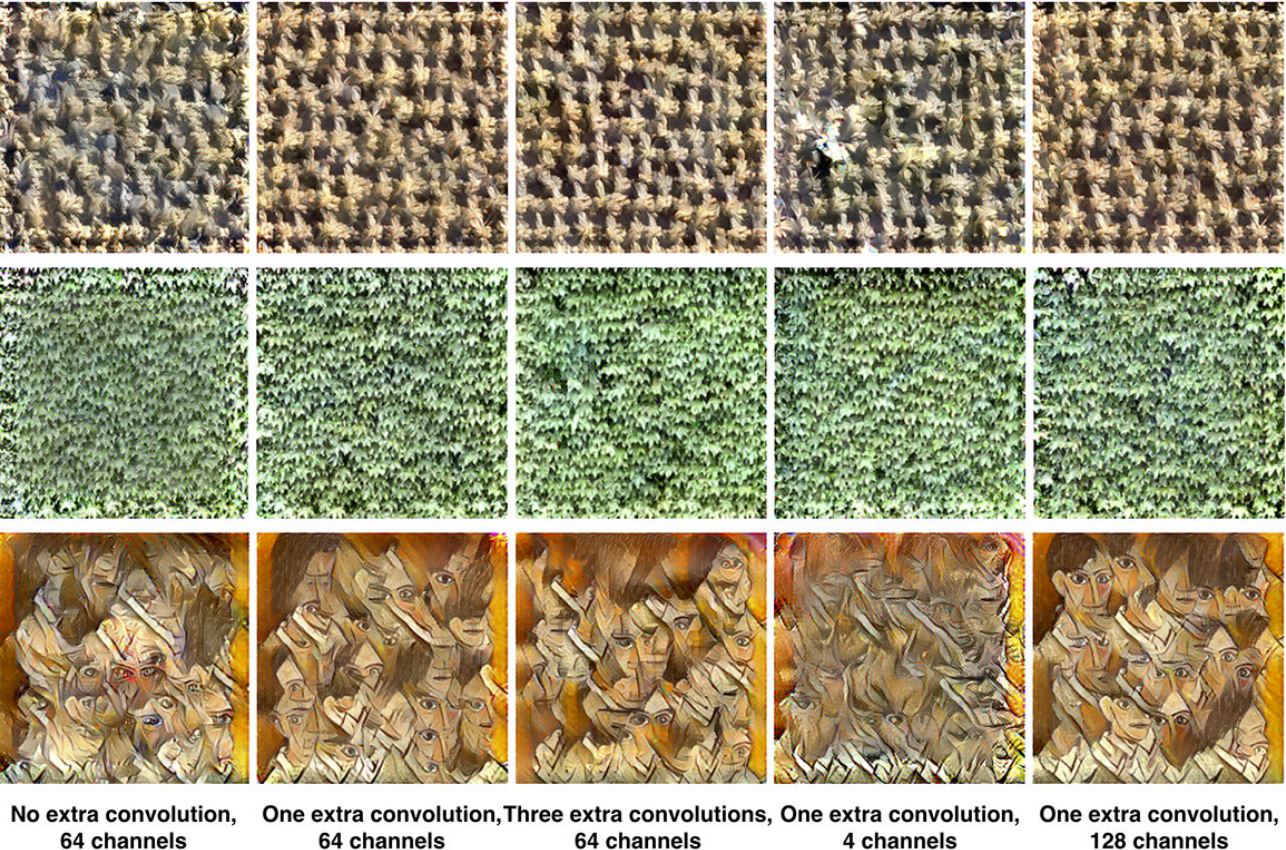 No extra convolution,
64 channels
One extra convolution,
64 channels
Three extra convolutions,
64 channels
One extra convolution,
4 channels
One extra convolution,
128 channels